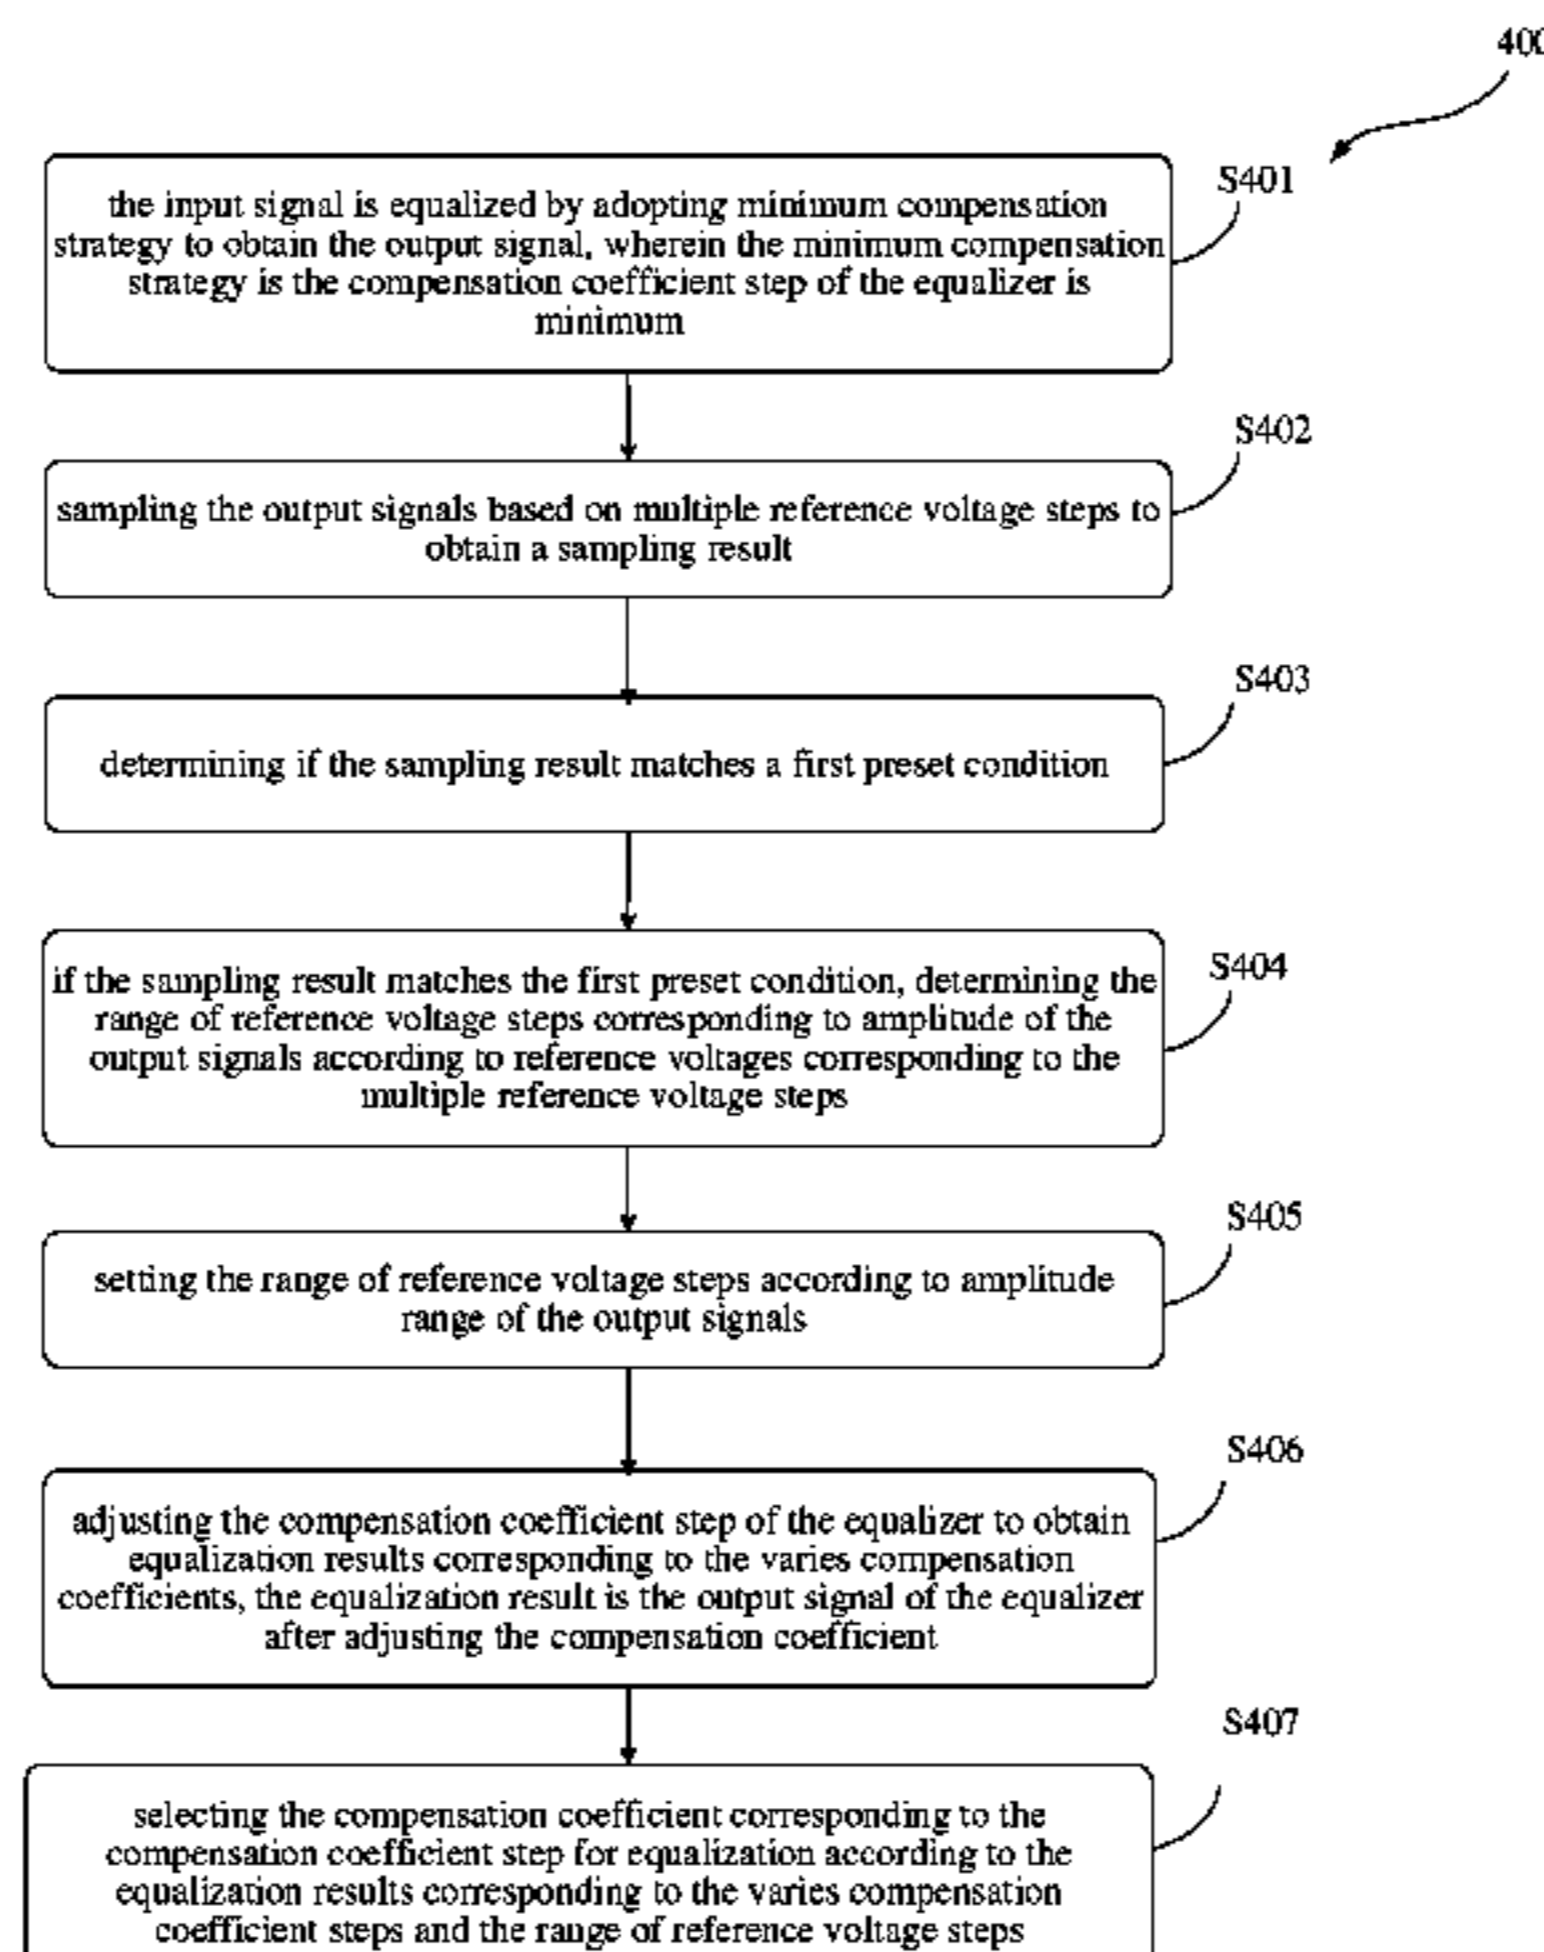 400
S401
the input signal is equalized by adopting minimum compensation
strategy to obtain the output signal, wherein the minimum compensation
strategy is the compensation coefficient step of the equalizer is
minimum
S402
sampling the output signals based on multiple reference voltage steps to
obtain a sampling result
S403
determining if the sampling result matches a first preset condition
S404
if the sampling result matches the first preset condition, determining the
range of reference voltage steps corresponding to amplitude of the
output signals according to reference voltages corresponding to the
multiple reference voltage steps
S405
setting the range of reference voltage steps according to amplitude
range of the output signals
S406
adjusting the compensation coefficient step of the equalizer to obtain
equalization results corresponding to the varies compensation
coefficients, the equalization result is the output signal of the equalizer
after adjusting the compensation coefficient
S407
selecting the compensation coefficient corresponding to the
compensation coefficient step for equalization according to the
equalization results corresponding to the varies compensation
coefficient steps and the range of reference voltage steps